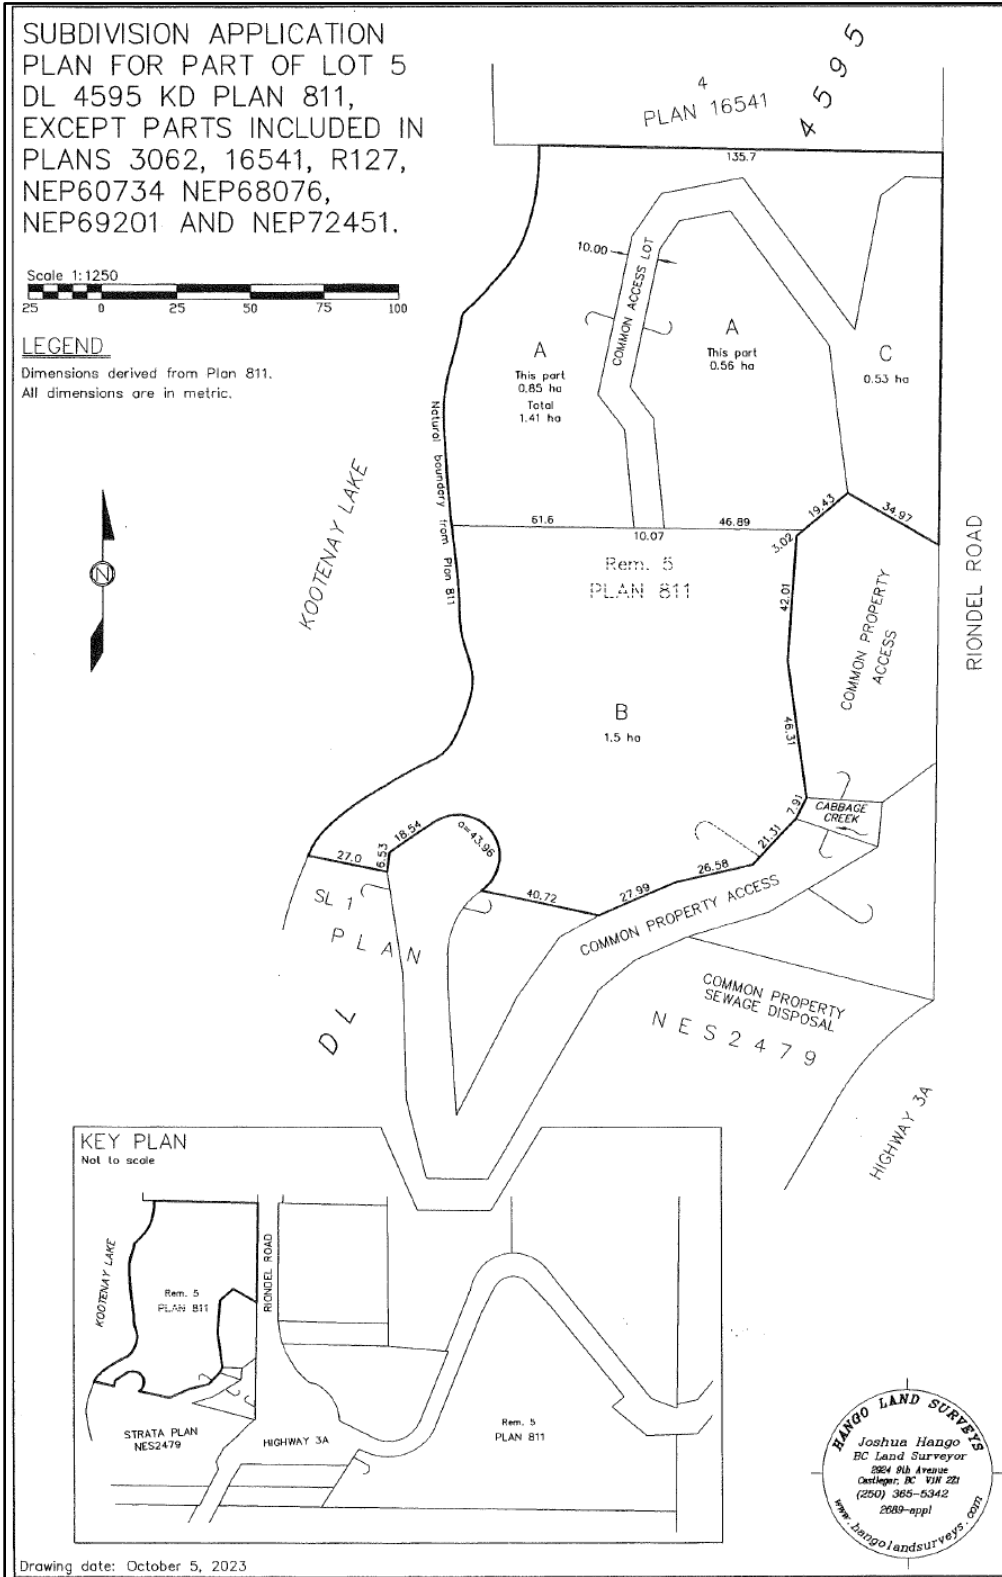 SUBDIVISION APPLICATION
PLAN FOR PART OF LOT 5
DL 4595 KD PLAN 811,
EXCEPT PARTS INCLUDED IN
PLANS 3062, 16541, R127,
NEP60734 NEP68076,
NEP69201 AND NEP72451.
Scale 1:1250
25 0 25 50 75 100
LEGEND
Dimensions derived from Plan 811.
All dimensions are in metric.
4
PLAN 16541
4595
135.7
10.00
COMMON ACCESS LOT
A
This part
0.85 ha
Total
1.41 ha
A
This part
0.56 ha
C
0.53 ha
Natural boundary from Plan 811
KOOTENAY LAKE
N
61.6
10.07
46.89
3.02
19.43
34.97
Rem. 5
PLAN 811
42.01
COMMON PROPERTY
ACCESS
RIONDEL ROAD
B
1.5 ha
46.31
7.91
CABBAGE
CREEK
21.31
26.58
27.99
40.72
a=43.96
18.54
6.53
27.0
SL 1
PLAN
DL
COMMON PROPERTY ACCESS
COMMON PROPERTY
SEWAGE DISPOSAL
NES2479
HIGHWAY 3A
KEY PLAN
Not to scale
KOOTENAY LAKE
Rem. 5
PLAN 811
RIONDEL ROAD
STRATA PLAN
NES2479
HIGHWAY 3A
Rem. 5
PLAN 811
HANGO LAND SURVEYS
Joshua Hango
BC Land Surveyor
2924 9th Avenue
Castlegar, BC V1N 2Z1
(250) 365-5342
2689-appl
www.hangolandsurveys.com
Drawing date: October 5, 2023